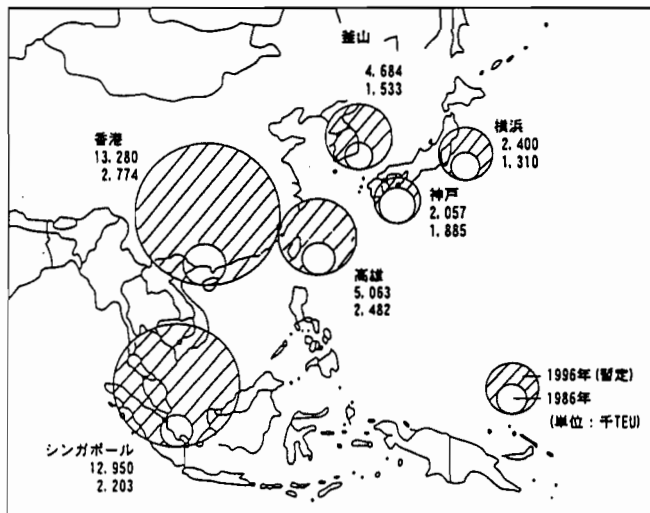 釜山
4.684
1.533
香港
13.280
2.774
横浜
2.400
1.310
神戸
2.057
1.885
高雄
5.063
2.482
1996年(暫定)
1986年
(単位:千TEU)
シンガポール
12.950
2.203